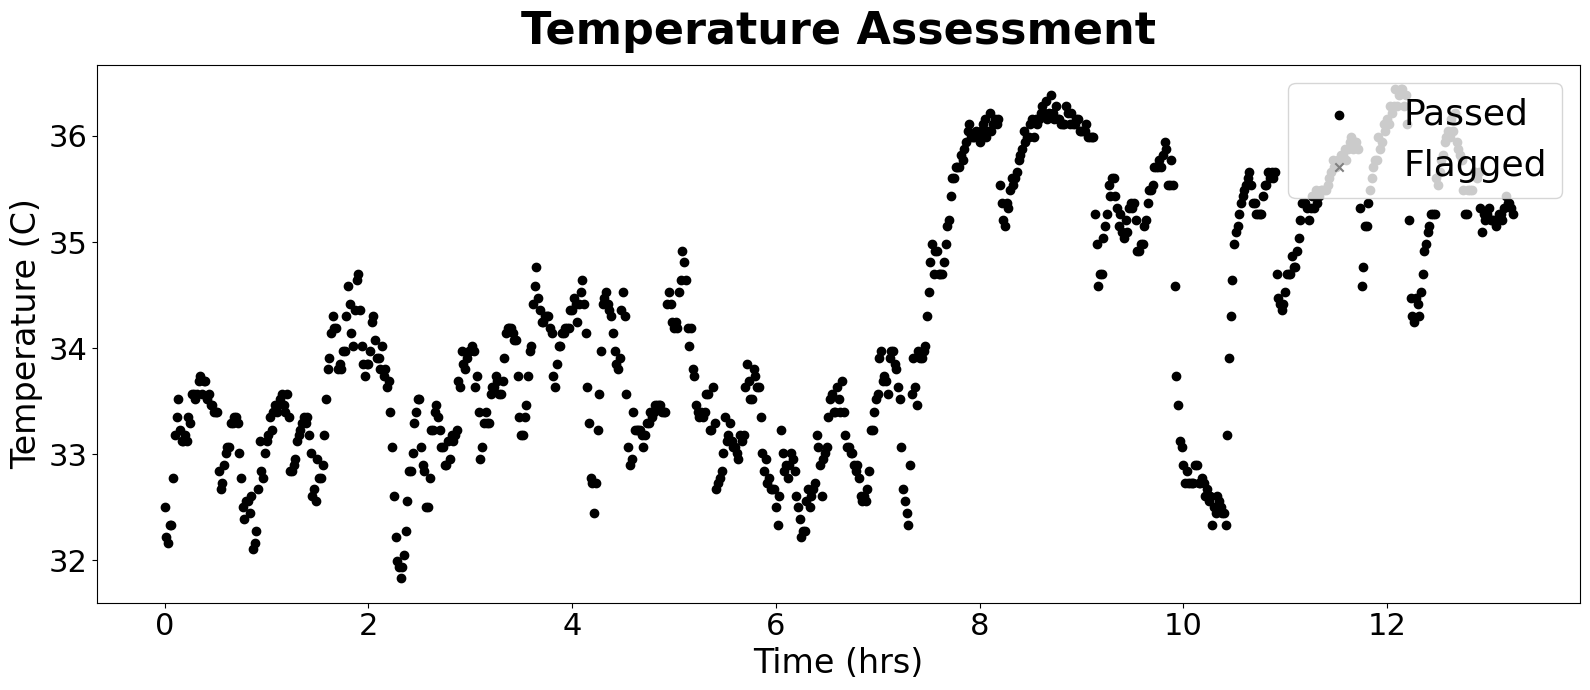 Temperature Assessment
Passed
Flagged
Temperature (C)
36
35
34
33
32
0 2 4 6 8 10 12
Time (hrs)